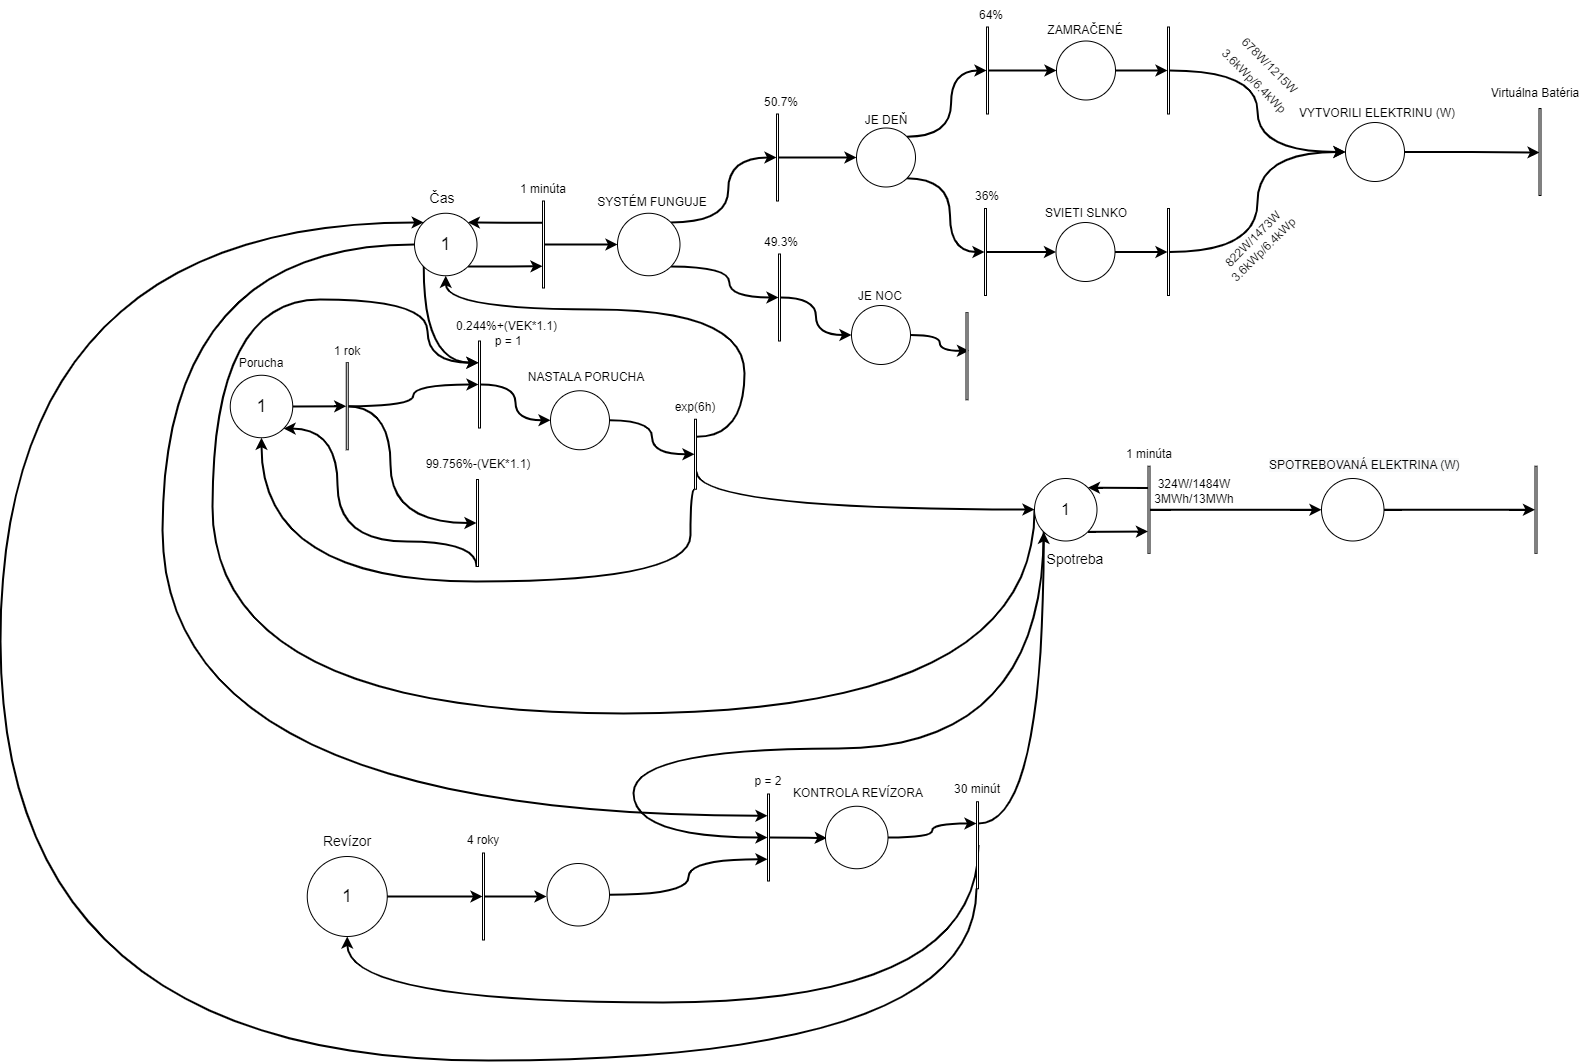 64%
ZAMRAČENÉ
678W/1215W
3.6kWp/6.4kWp
Virtuálna Batéria
50.7%
JE DEŇ
VYTVORILI ELEKTRINU (W)
Čas
1 minúta
SYSTÉM FUNGUJE
36%
SVIETI SLNKO
1
49.3%
822W/1473W
3.6kWp/6.4kWp
JE NOC
0.244%+(VEK*1.1)
p = 1
Porucha
1 rok
NASTALA PORUCHA
1
exp(6h)
99.756%-(VEK*1.1)
1 minúta
SPOTREBOVANÁ ELEKTRINA (W)
324W/1484W
3MWh/13MWh
1
Spotreba
p = 2
KONTROLA REVÍZORA
30 minút
Revízor
4 roky
1